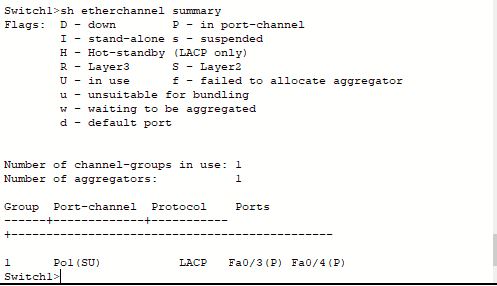 Switch1>sh etherchannel summary
Flags:  D - down        P - in port-channel
        I - stand-alone s - suspended
        H - Hot-standby (LACP only)
        R - Layer3      S - Layer2
        U - in use      f - failed to allocate aggregator
        u - unsuitable for bundling
        w - waiting to be aggregated
        d - default port
Number of channel-groups in use: 1
Number of aggregators:           1
Group  Port-channel  Protocol    Ports
------+-------------+-----------
+----------------------------------------------
1      Po1(SU)           LACP   Fa0/3(P) Fa0/4(P)
Switch1>